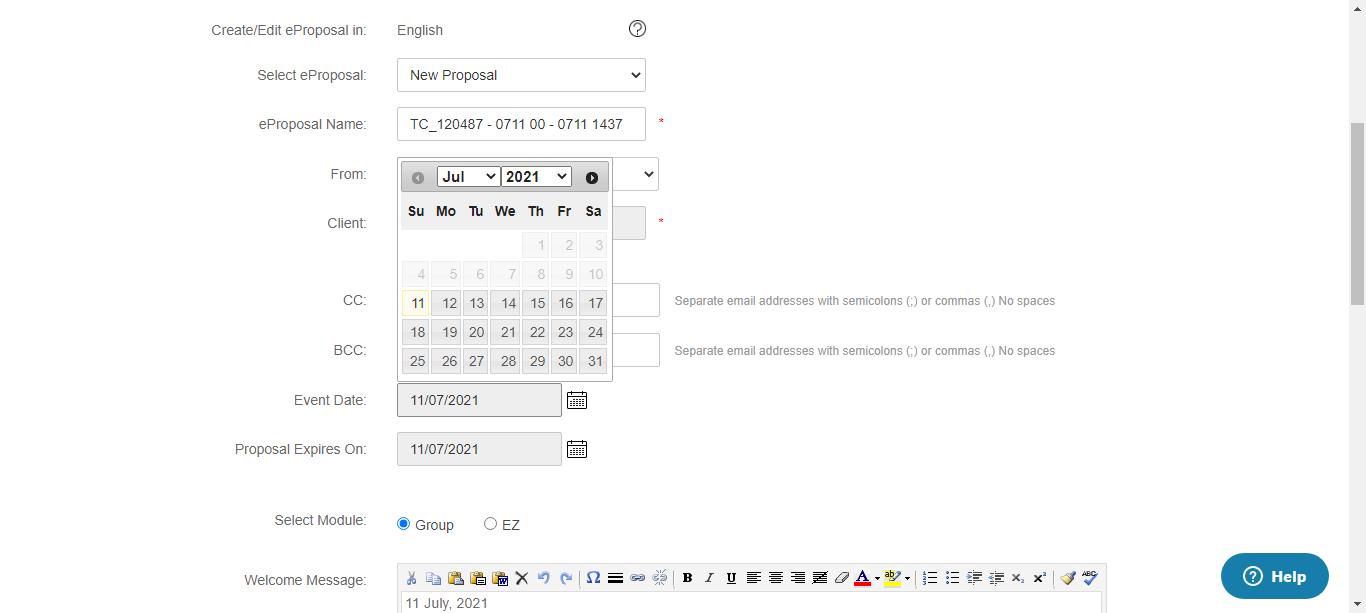 Create/Edit eProposal in: English
Select eProposal: New Proposal
eProposal Name: TC_120487 - 0711 00 - 0711 1437 *
From:
Jul 2021
Su Mo Tu We Th Fr Sa
Client: *
1 2 3
4 5 6 7 8 9 10
CC: Separate email addresses with semicolons (;) or commas (,) No spaces
11 12 13 14 15 16 17
18 19 20 21 22 23 24
BCC: Separate email addresses with semicolons (;) or commas (,) No spaces
25 26 27 28 29 30 31
Event Date: 11/07/2021
Proposal Expires On: 11/07/2021
Select Module: Group EZ
Welcome Message: Ω B I U A ab x₂ x² ABC
Help
11 July, 2021